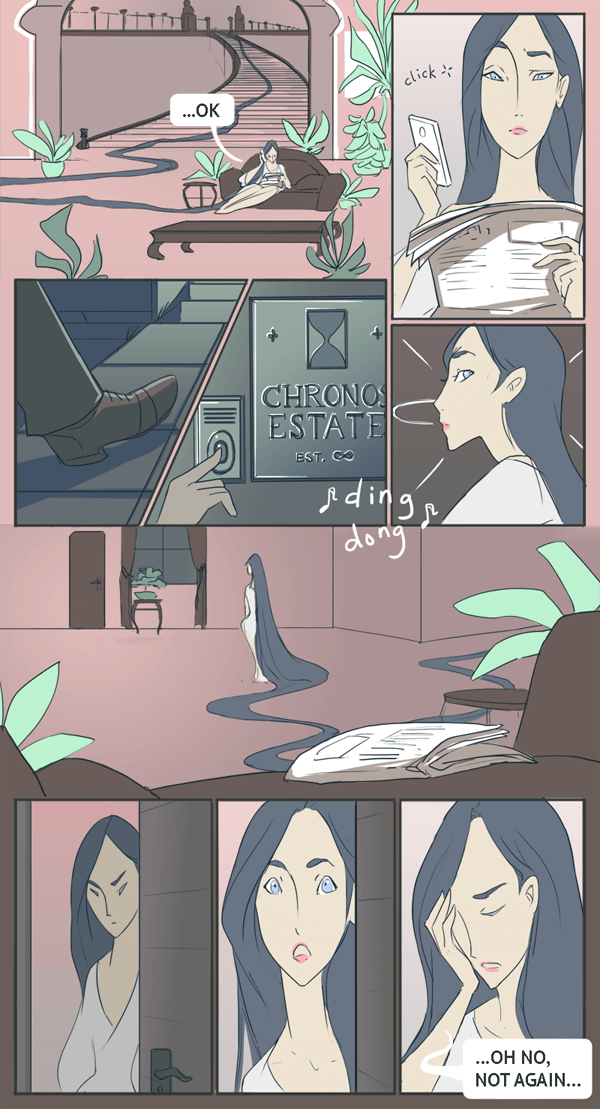 ...OK
click
CHRONOS
ESTATE
EST. ∞
♫ding
dong♫
...OH NO,
NOT AGAIN...